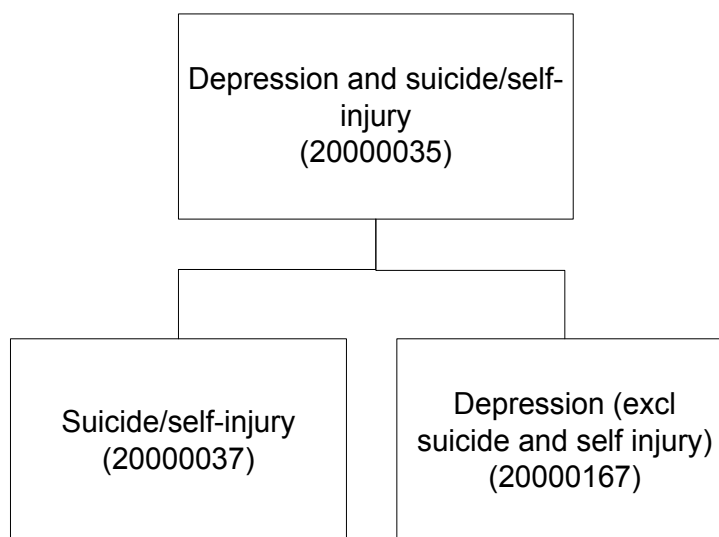 Depression and suicide/self-
injury
(20000035)
Suicide/self-injury
(20000037)
Depression (excl
suicide and self injury)
(20000167)